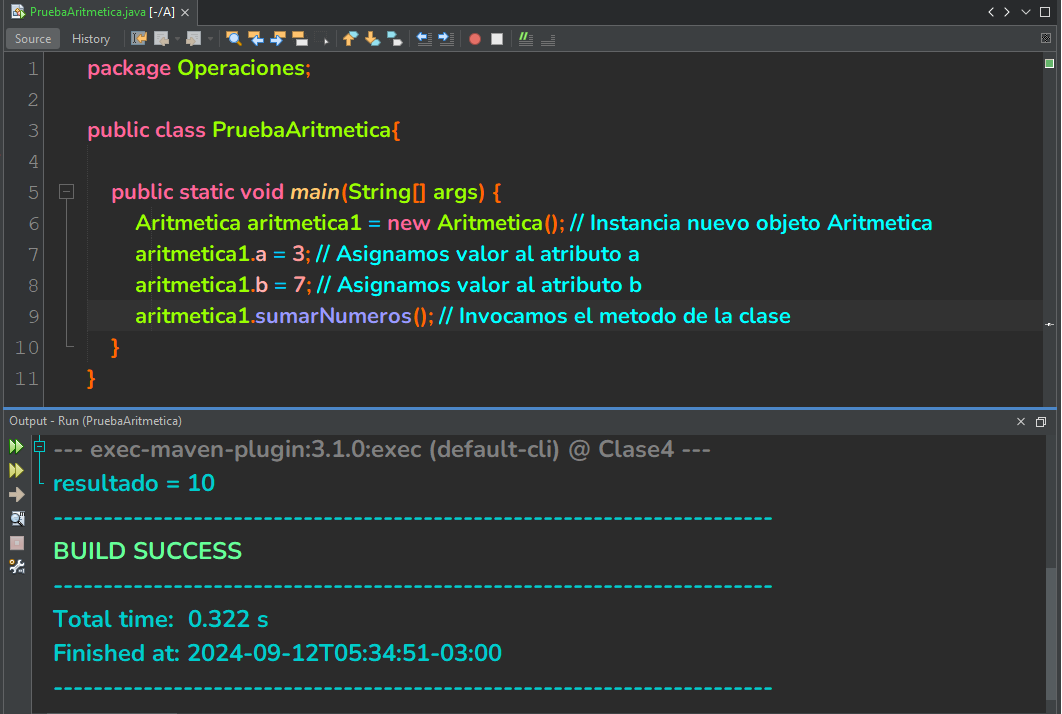 PruebaAritmetica.java [-/A]
Source History
1 package Operaciones;
2
3 public class PruebaAritmetica{
4
5 public static void main(String[] args) {
6 Aritmetica aritmetica1 = new Aritmetica(); // Instancia nuevo objeto Aritmetica
7 aritmetica1.a = 3; // Asignamos valor al atributo a
8 aritmetica1.b = 7; // Asignamos valor al atributo b
9 aritmetica1.sumarNumeros(); // Invocamos el metodo de la clase
10 }
11 }
Output - Run (PruebaAritmetica)
--- exec-maven-plugin:3.1.0:exec (default-cli) @ Clase4 ---
resultado = 10
------------------------------------------------------------------------
BUILD SUCCESS
------------------------------------------------------------------------
Total time:  0.322 s
Finished at: 2024-09-12T05:34:51-03:00
------------------------------------------------------------------------